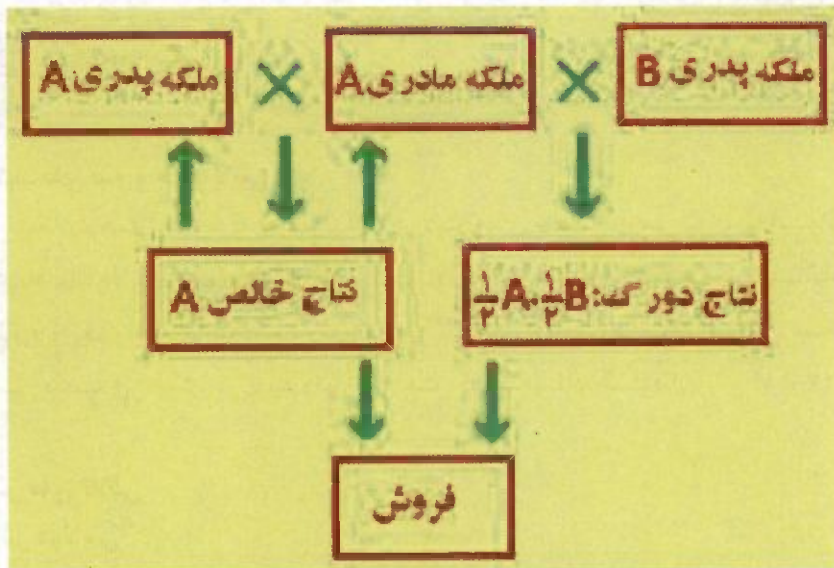 ملکه پدری A × ملکه مادری A × ملکه پدری B
نتاج خالص A
نتاج دورگ: ½A.½B
فروش